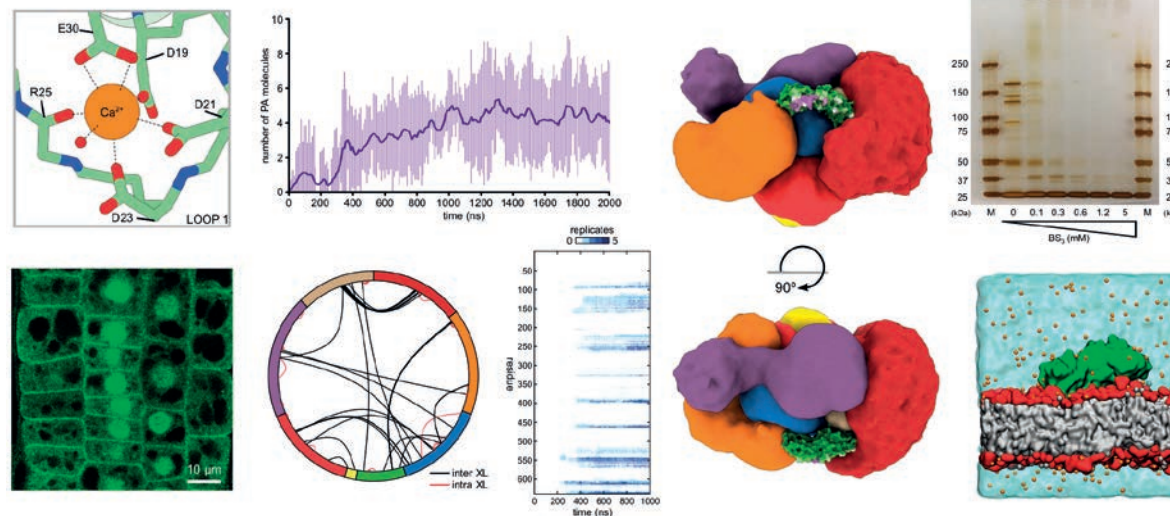 E30
D19
R25
Ca²⁺
D21
D23
LOOP 1
number of PA molecules
10
8
6
4
2
0
0 200 400 600 800 1000 1200 1400 1600 1800 2000
time (ns)
250
150
100
75
50
37
25
(kDa) M 0 0.1 0.3 0.6 1.2 5 M
BS₃ (mM)
10 μm
inter XL
intra XL
replicates
0 5
residue
50
100
150
200
250
300
350
400
450
500
550
600
0 200 400 600 800 1000
time (ns)
90º